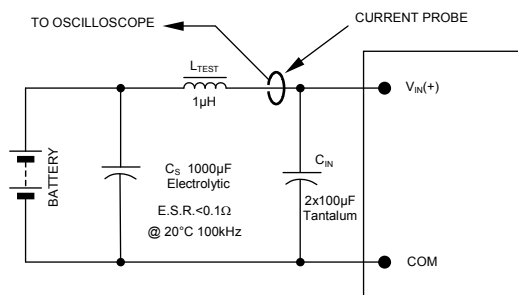 TO OSCILLOSCOPE
CURRENT PROBE
LTEST
1µH
VIN(+)
BATTERY
CS 1000µF
Electrolytic
E.S.R.<0.1Ω
@ 20°C 100kHz
CIN
2x100µF
Tantalum
COM